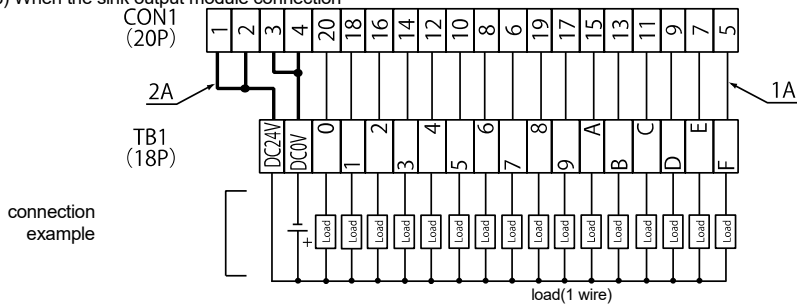 ) When the sink output module connection
CON1
(20P)
1 2 3 4 20 18 16 14 12 10 8 6 19 17 15 13 11 9 7 5
2A
1A
TB1
(18P)
DC24V DC0V 0 1 2 3 4 5 6 7 8 9 A B C D E F
connection
example
+
Load Load Load Load Load Load Load Load Load Load Load Load Load Load Load Load
load(1 wire)